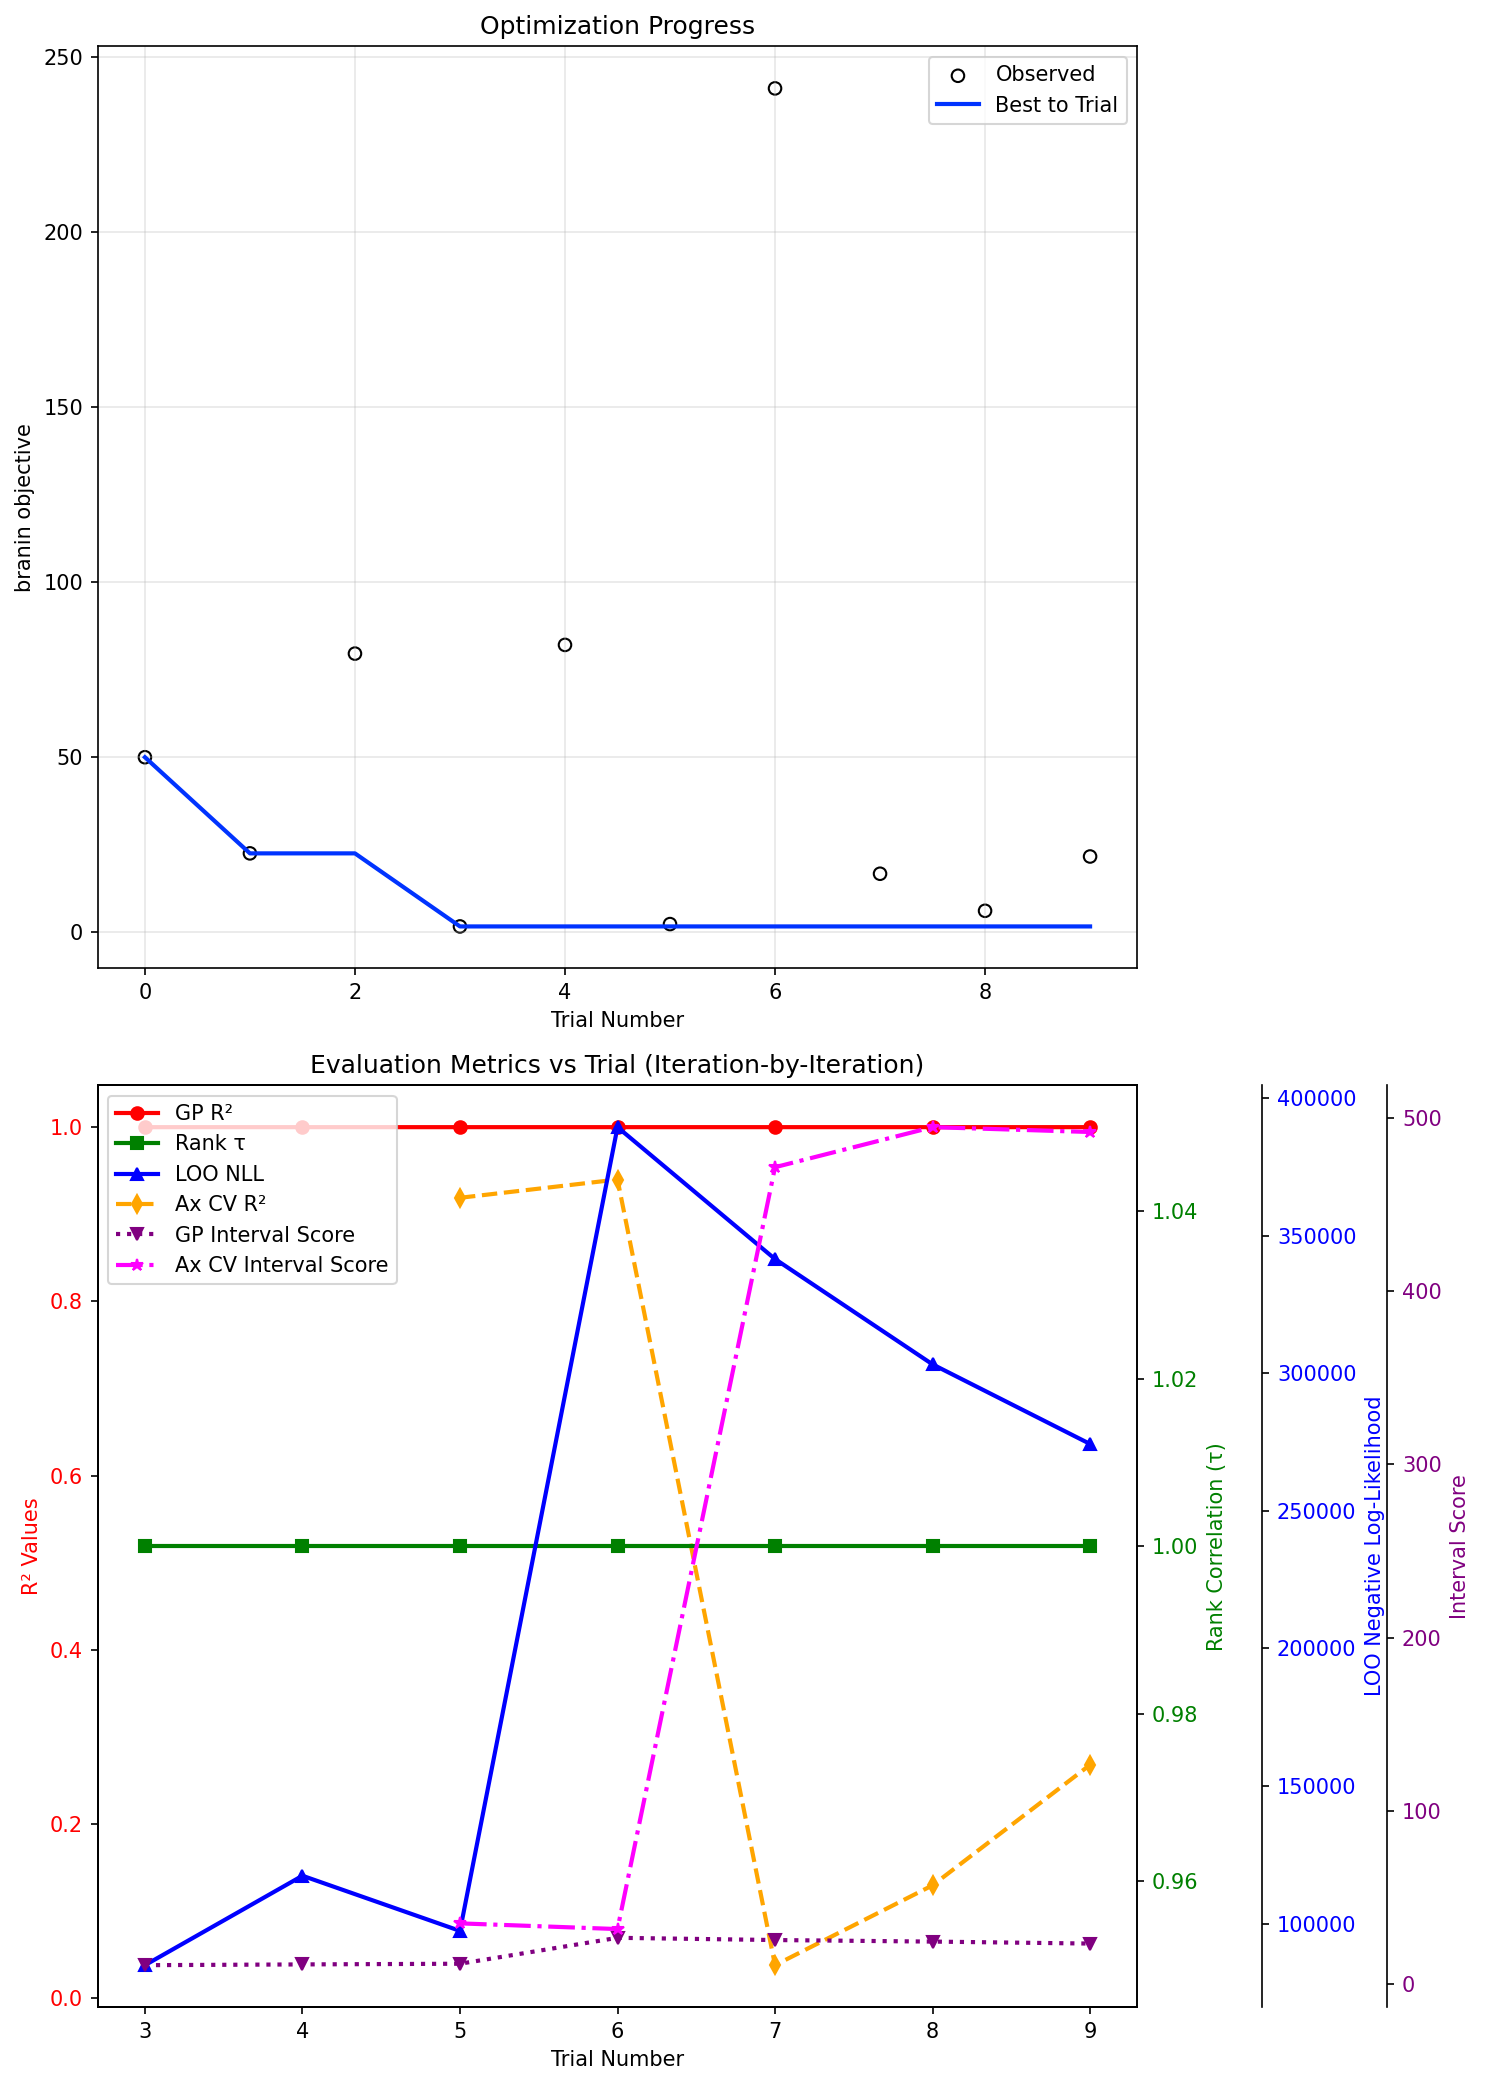 Optimization Progress
250
200
150
100
50
0
branin objective
Observed
Best to Trial
0
2
4
6
8
Trial Number
Evaluation Metrics vs Trial (Iteration-by-Iteration)
GP R²
Rank τ
LOO NLL
Ax CV R²
GP Interval Score
Ax CV Interval Score
1.0
0.8
0.6
0.4
0.2
0.0
R² Values
1.04
1.02
1.00
0.98
0.96
Rank Correlation (τ)
400000
350000
300000
250000
200000
150000
100000
LOO Negative Log-Likelihood
500
400
300
200
100
0
Interval Score
3
4
5
6
7
8
9
Trial Number